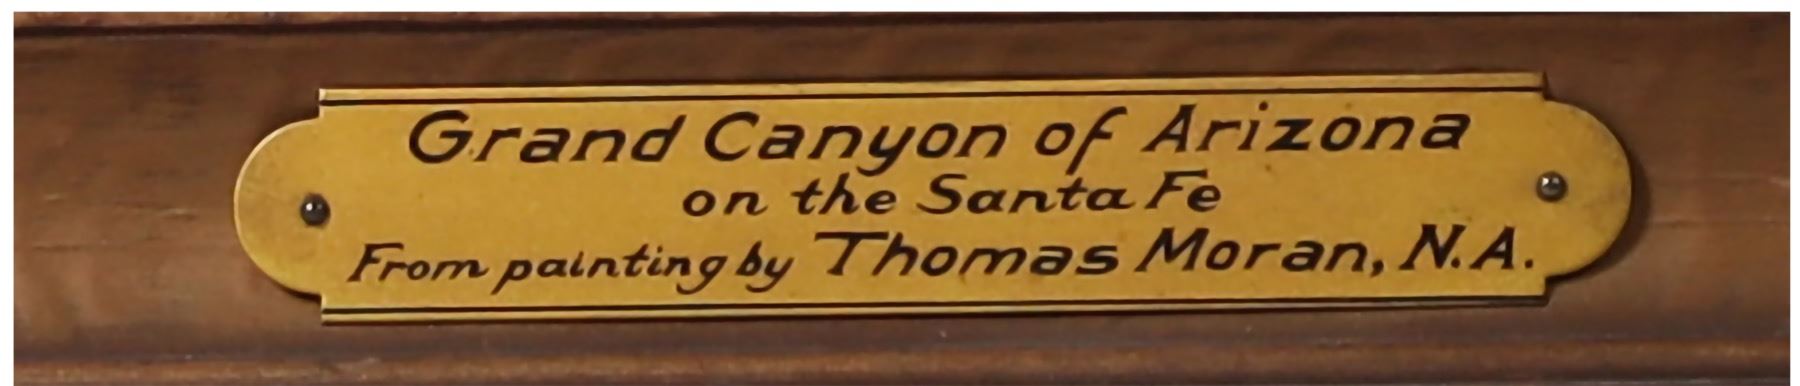 Grand Canyon of Arizona
on the Santa Fe
From painting by Thomas Moran, N.A.